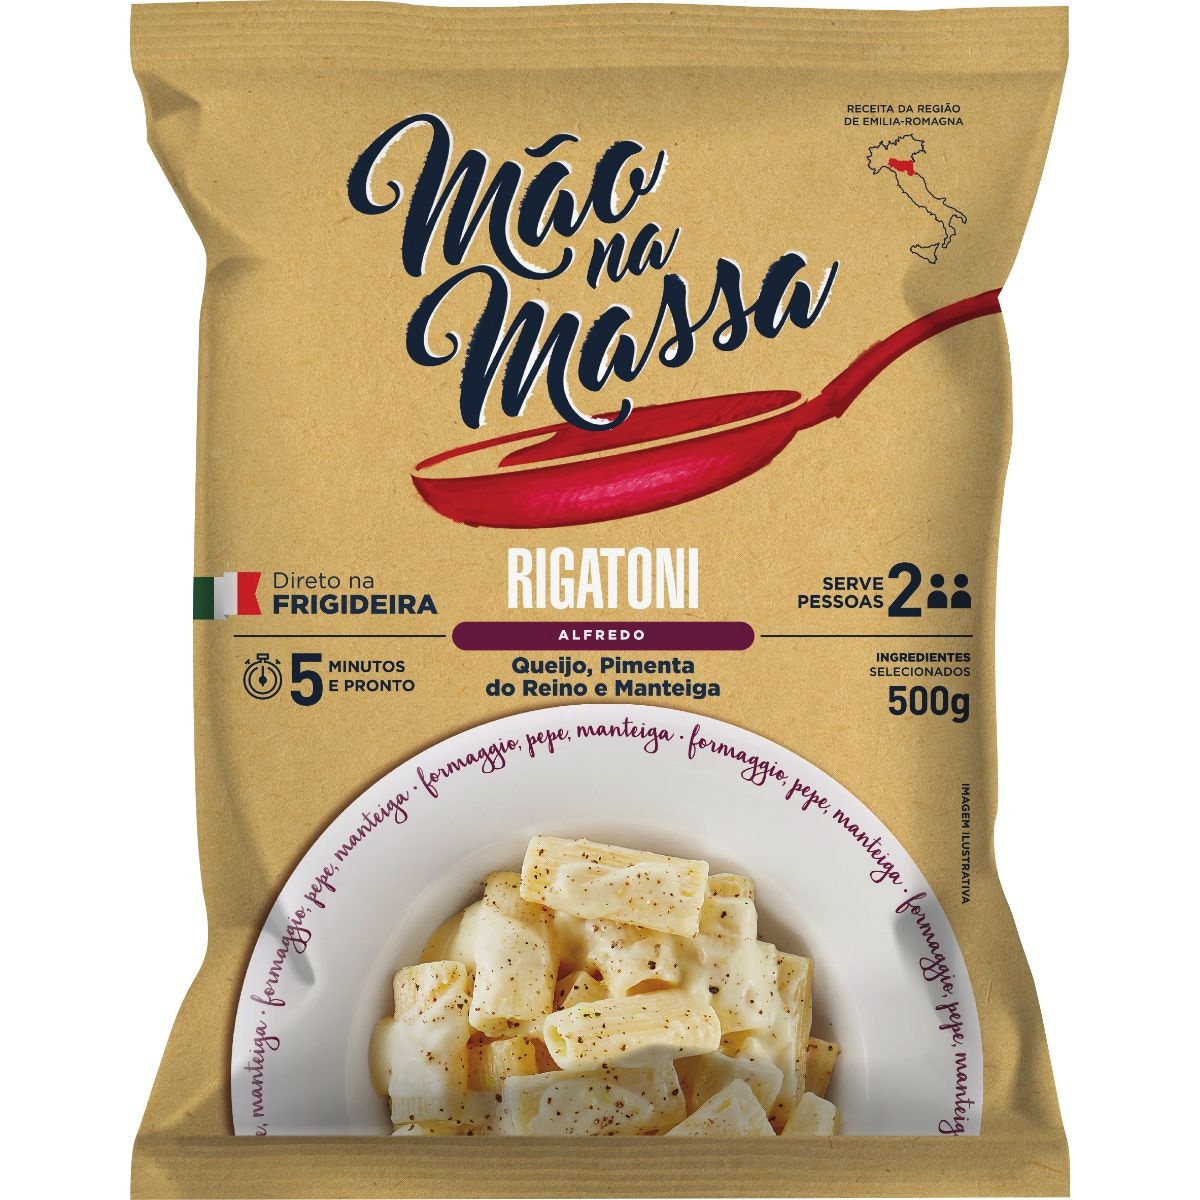 RECEITA DA REGIÃO
DE EMILIA-ROMAGNA
Mão
na
Massa
RIGATONI
ALFREDO
Queijo, Pimenta
do Reino e Manteiga
Direto na
FRIGIDEIRA
5 MINUTOS
E PRONTO
SERVE
PESSOAS 2
INGREDIENTES
SELECIONADOS
500g
e, manteiga · formaggio, pepe, manteiga · formaggio, pepe, manteiga · formaggio, pepe, manteiga · formaggio, pepe, manteig
IMAGEM ILUSTRATIVA